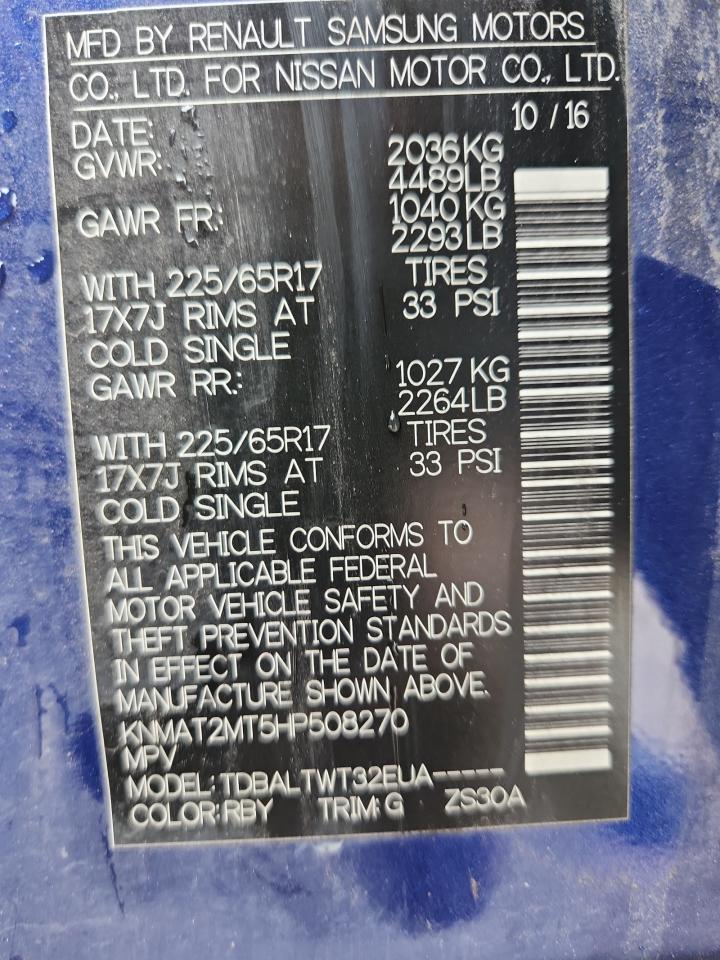 MFD BY RENAULT SAMSUNG MOTORS
CO., LTD. FOR NISSAN MOTOR CO., LTD.
DATE: 10 / 16
GVWR: 2036 KG
4489LB
GAWR FR: 1040 KG
2293 LB
WITH 225/65R17 TIRES
17X7J RIMS AT 33 PSI
COLD SINGLE
GAWR RR: 1027 KG
2264LB
WITH 225/65R17 TIRES
17X7J RIMS AT 33 PSI
COLD SINGLE
THIS VEHICLE CONFORMS TO
ALL APPLICABLE FEDERAL
MOTOR VEHICLE SAFETY AND
THEFT PREVENTION STANDARDS
IN EFFECT ON THE DATE OF
MANUFACTURE SHOWN ABOVE.
KNMAT2MT5HP508270
MPV
MODEL: TDBALTWT32EUA-----
COLOR: RBY TRIM: G ZS30A